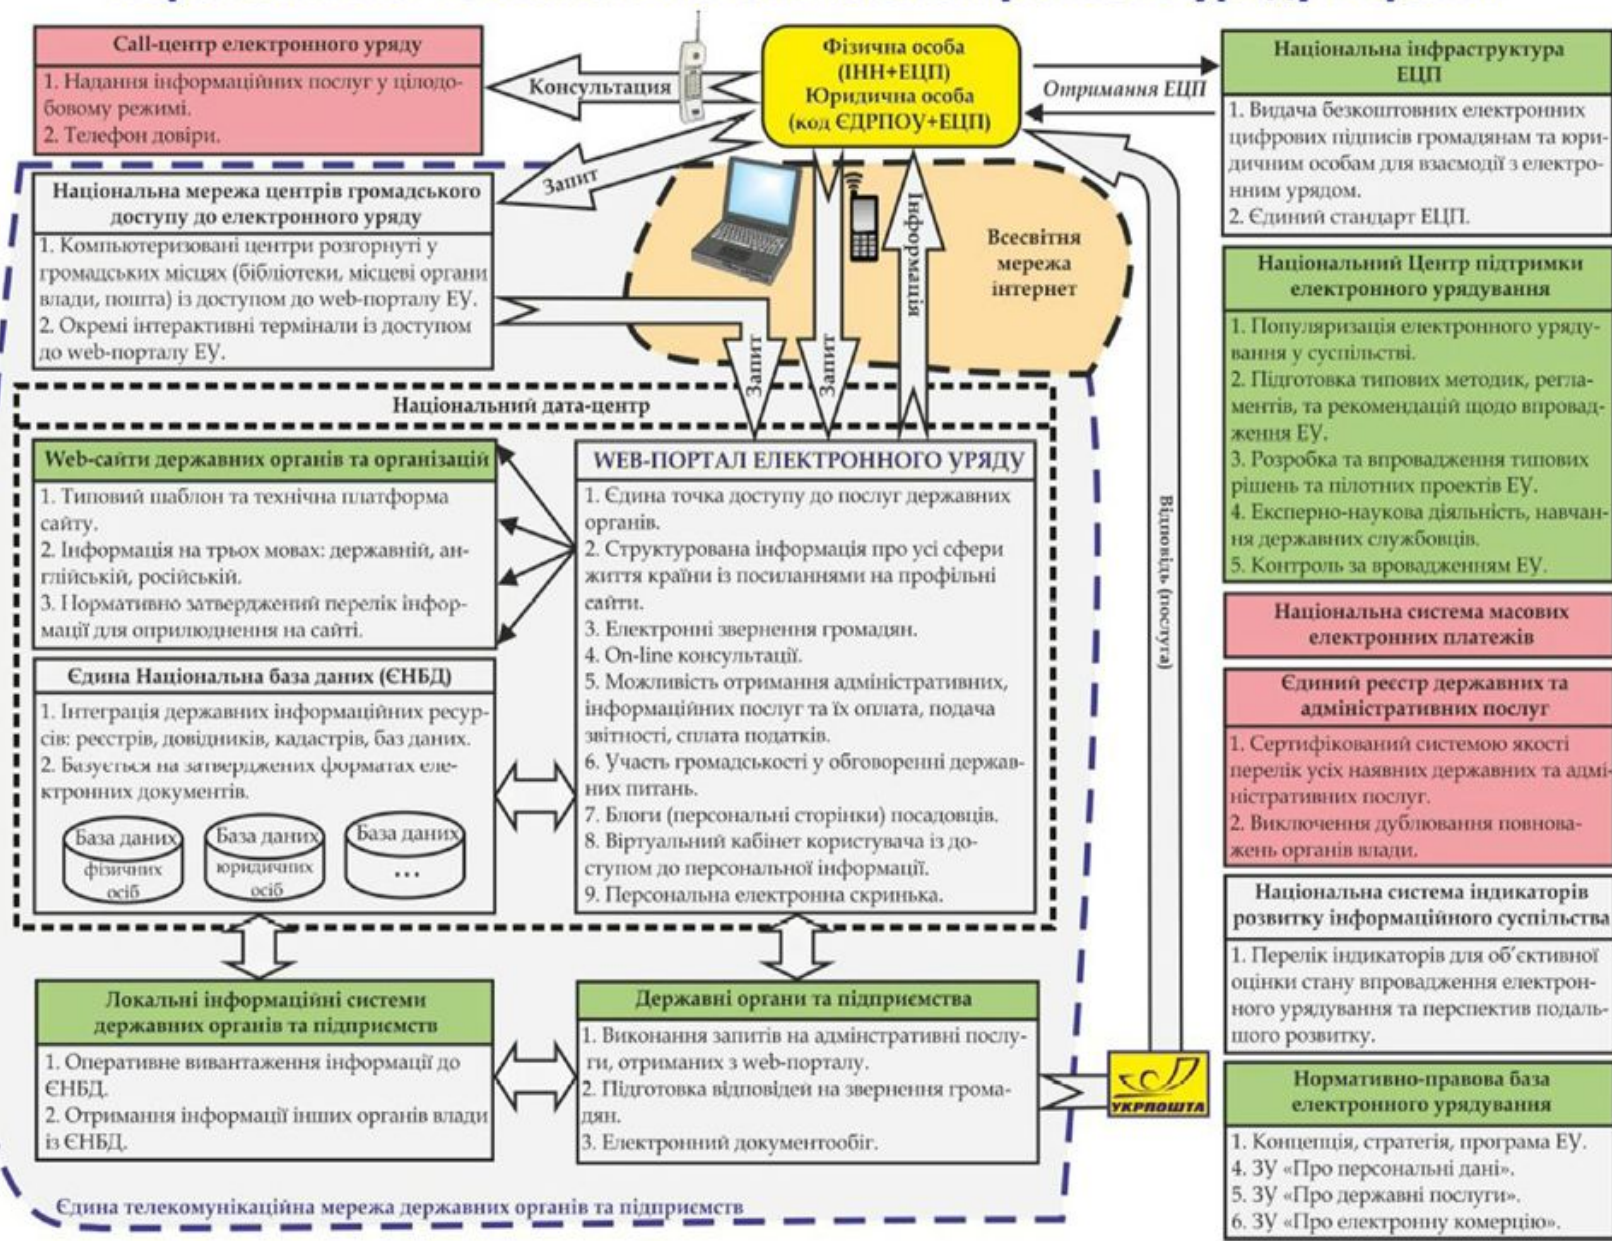 Call-центр електронного уряду
1. Надання інформаційних послуг у цілодо-
бовому режимі.
2. Телефон довіри.
Консультация
Фізична особа
(ІНН+ЕЦП)
Юридична особа
(код ЄДРПОУ+ЕЦП)
Отримання ЕЦП
Національна інфраструктура
ЕЦП
1. Видача безкоштовних електронних
цифрових підписів громадянам та юри-
дичним особам для взаємодії з електро-
нним урядом.
2. Єдиний стандарт ЕЦП.
Запит
Національна мережа центрів громадського
доступу до електронного уряду
1. Компьютеризовані центри розгорнуті у
громадських місцях (бібліотеки, місцеві органи
влади, пошта) із доступом до web-порталу ЕУ.
2. Окремі інтерактивні термінали із доступом
до web-порталу ЕУ.
Інформація
Всесвітня
мережа
інтернет
Запит
Запит
Національний Центр підтримки
електронного урядування
1. Популяризація електронного уряду-
вання у суспільстві.
2. Підготовка типових методик, регла-
ментів, та рекомендацій щодо впровад-
ження ЕУ.
3. Розробка та впровадження типових
рішень та пілотних проектів ЕУ.
4. Експерно-наукова діяльність, навчан-
ня державних службовців.
5. Контроль за вровадженням ЕУ.
Національний дата-центр
Web-сайти державних органів та організацій
1. Типовий шаблон та технічна платформа
сайту.
2. Інформація на трьох мовах: державній, ан-
глійській, російській.
3. Нормативно затверджений перелік інфор-
мації для оприлюднення на сайті.
WEB-ПОРТАЛ ЕЛЕКТРОННОГО УРЯДУ
1. Єдина точка доступу до послуг державних
органів.
2. Структурована інформація про усі сфери
життя країни із посиланнями на профільні
сайти.
3. Електронні звернення громадян.
4. On-line консультації.
5. Можливість отримання адміністративних,
інформаційних послуг та їх оплата, подача
звітності, сплата податків.
6. Участь громадськості у обговоренні держав-
них питань.
7. Блоги (персональні сторінки) посадовців.
8. Віртуальний кабінет користувача із до-
ступом до персональної інформації.
9. Персональна електронна скринька.
Відповідь (послуга)
Національна система масових
електронних платежів
Єдина Національна база даних (ЄНБД)
1. Інтеграція державних інформаційних ресур-
сів: реєстрів, довідників, кадастрів, баз даних.
2. Базується на затверджених форматах еле-
ктронних документів.
База даних
фізичних
осіб
База даних
юридичних
осіб
База даних
...
Єдиний реєстр державних та
адміністративних послуг
1. Сертифікований системою якості
перелік усіх наявних державних та адмі-
ністративних послуг.
2. Виключення дублювання повнова-
жень органів влади.
Національна система індикаторів
розвитку інформаційного суспільства
1. Перелік індикаторів для об'єктивної
оцінки стану впровадження електрон-
ного урядування та перспектив подаль-
шого розвитку.
Локальні інформаційні системи
державних органів та підприємств
1. Оперативне вивантаження інформації до
ЄНБД.
2. Отримання інформації інших органів влади
із ЄНБД.
Державні органи та підприємства
1. Виконання запитів на адмінстративні послу-
ги, отриманих з web-порталу.
2. Підготовка відповідей на звернення грома-
дян.
3. Електронний документообіг.
УКРПОШТА
Нормативно-правова база
електронного урядування
1. Концепція, стратегія, програма ЕУ.
4. ЗУ «Про персональні дані».
5. ЗУ «Про державні послуги».
6. ЗУ «Про електронну комерцію».
Єдина телекомунікаційна мережа державних органів та підприємств